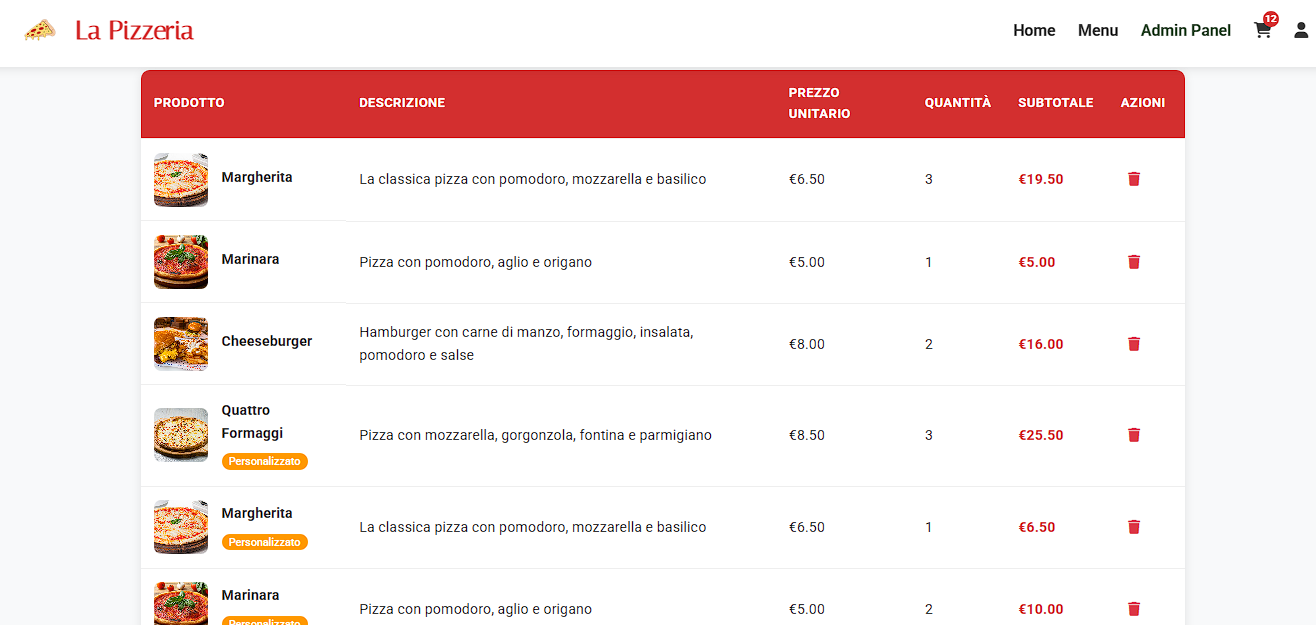 La Pizzeria
Home Menu Admin Panel 12
PRODOTTO DESCRIZIONE PREZZO UNITARIO QUANTITÀ SUBTOTALE AZIONI
Margherita La classica pizza con pomodoro, mozzarella e basilico €6.50 3 €19.50
Marinara Pizza con pomodoro, aglio e origano €5.00 1 €5.00
Cheeseburger
Hamburger con carne di manzo, formaggio, insalata,
pomodoro e salse
€8.00 2 €16.00
Quattro
Formaggi
Personalizzato
Pizza con mozzarella, gorgonzola, fontina e parmigiano €8.50 3 €25.50
Margherita
Personalizzato
La classica pizza con pomodoro, mozzarella e basilico €6.50 1 €6.50
Marinara
Personalizzato
Pizza con pomodoro, aglio e origano €5.00 2 €10.00